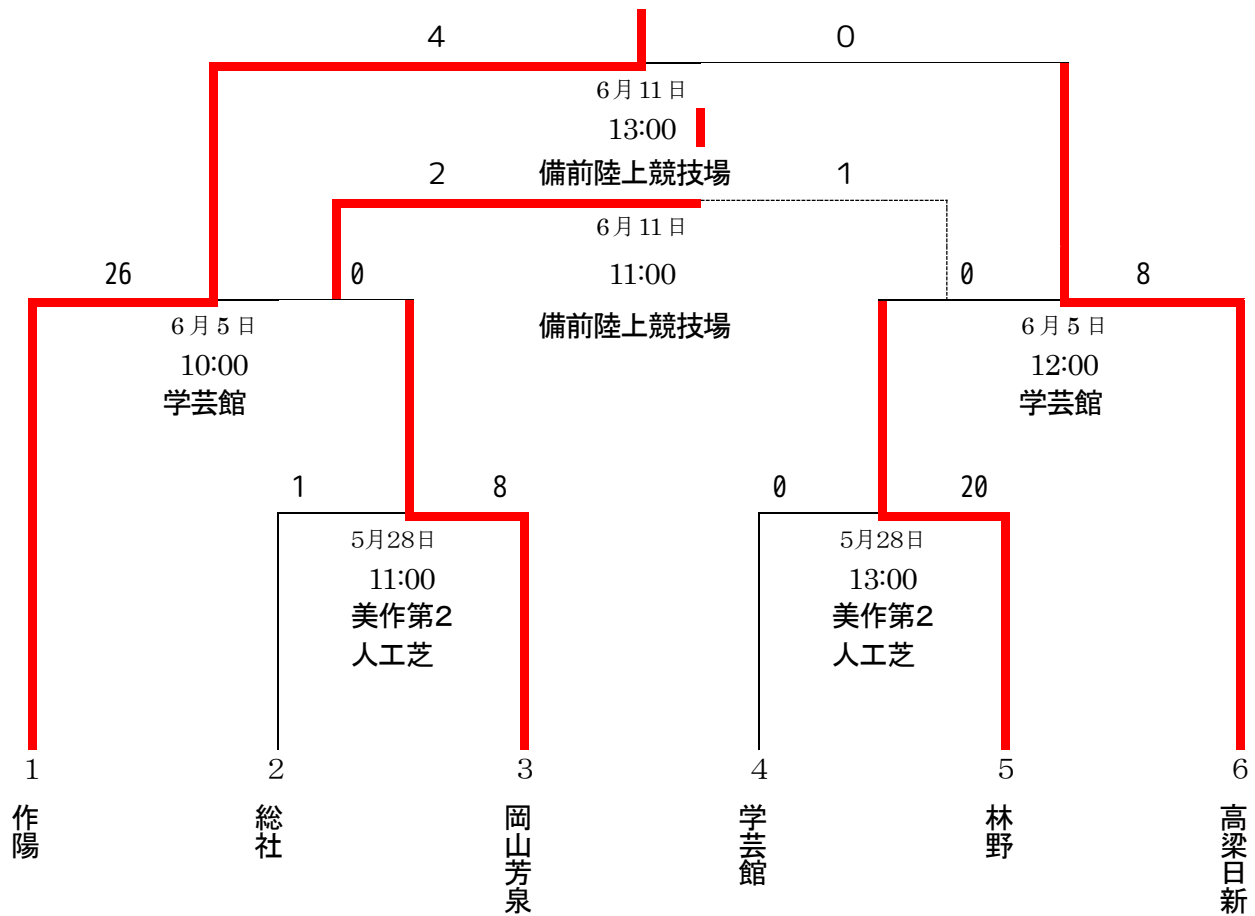 4 0
6月11日
13:00
備前陸上競技場
2 1
6月11日
11:00
備前陸上競技場
26 0
6月5日
10:00
学芸館
0 8
6月5日
12:00
学芸館
1 8
5月28日
11:00
美作第2
人工芝
0 20
5月28日
13:00
美作第2
人工芝
1 2 3 4 5 6
作陽
総社
岡山芳泉
学芸館
林野
高梁日新